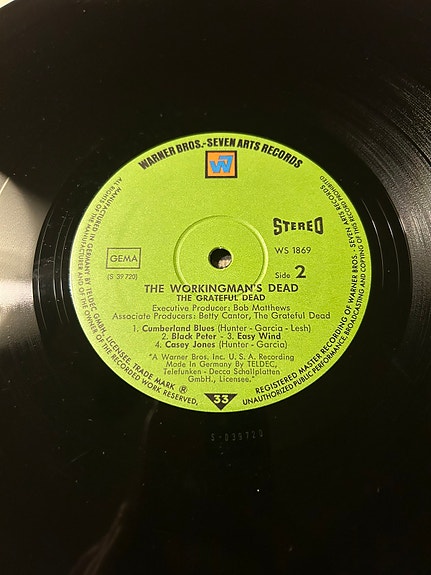 WARNER BROS.-SEVEN ARTS RECORDS
W7
STEREO
GEMA
(S 39 720)
WS 1869
Side 2
THE WORKINGMAN'S DEAD
THE GRATEFUL DEAD
Executive Producer: Bob Matthews
Associate Producers: Betty Cantor, The Grateful Dead
1. Cumberland Blues (Hunter - Garcia - Lesh)
2. Black Peter - 3. Easy Wind
4. Casey Jones (Hunter - Garcia)
"A Warner Bros. Inc. U. S. A. Recording
Made in Germany By TELDEC,
Telefunken - Decca Schallplatten
GmbH., Licensee.
33
MANUFACTURED IN GERMANY BY TELDEC GMBH, LICENSEE. TRADE MARK ®
ALL RIGHTS OF THE MANUFACTURER AND OF THE OWNER OF THE RECORDED WORK RESERVED,
REGISTERED MASTER RECORDING OF WARNER BROS. - SEVEN ARTS RECORDS
UNAUTHORIZED PUBLIC PERFORMANCE, BROADCASTING AND COPYING OF THIS RECORD PROHIBITED
S-039720